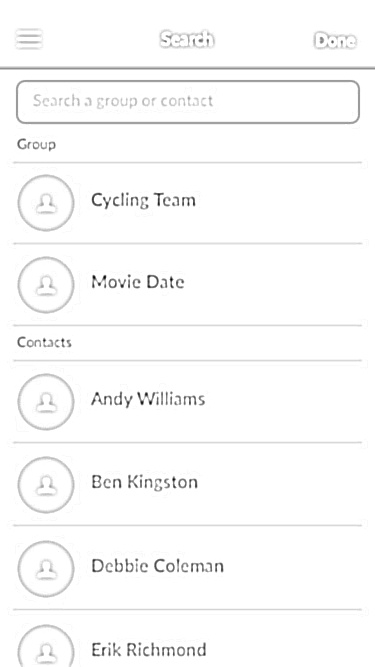 Search
Done
Search a group or contact
Group
Cycling Team
Movie Date
Contacts
Andy Williams
Ben Kingston
Debbie Coleman
Erik Richmond